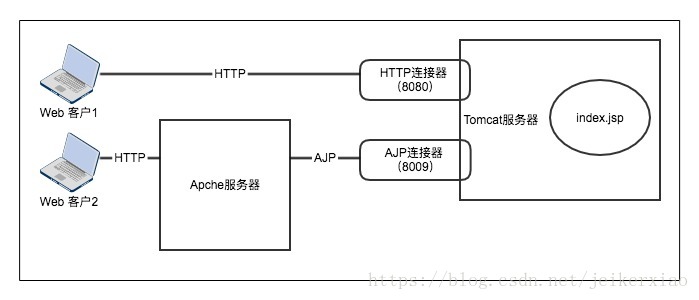 HTTP
HTTP连接器
(8080)
Web 客户1
Tomcat服务器
index.jsp
HTTP
Apche服务器
AJP
AJP连接器
(8009)
Web 客户2
https://blog.csdn.net/jeikerxiao